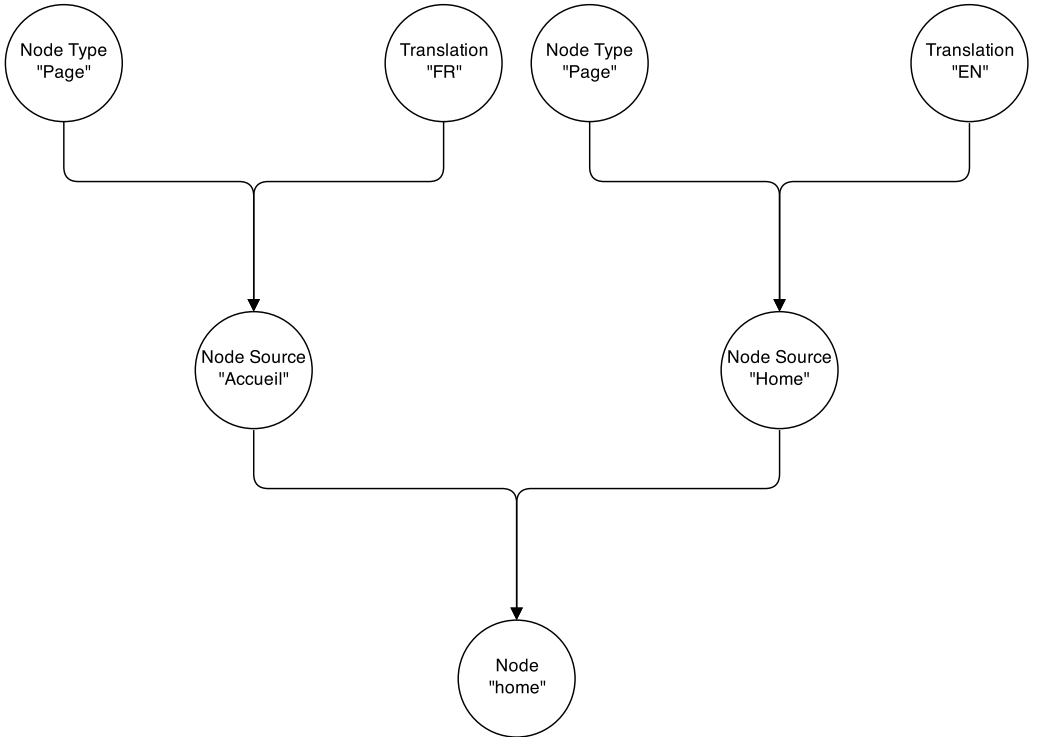 Node Type
"Page"
Translation
"FR"
Node Type
"Page"
Translation
"EN"
Node Source
"Accueil"
Node Source
"Home"
Node
"home"